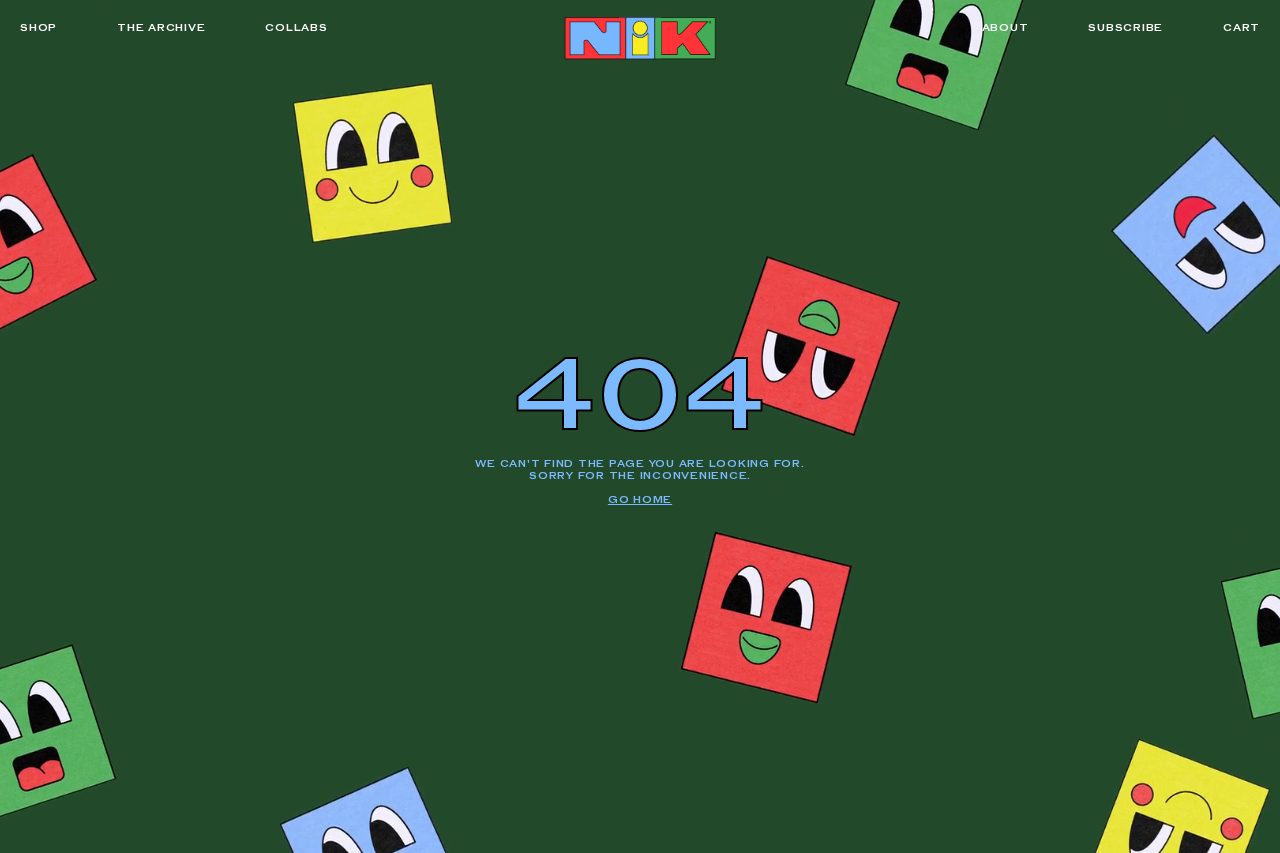 SHOP
THE ARCHIVE
COLLABS
NiK
ABOUT
SUBSCRIBE
CART
404
WE CAN'T FIND THE PAGE YOU ARE LOOKING FOR.
SORRY FOR THE INCONVENIENCE.
GO HOME